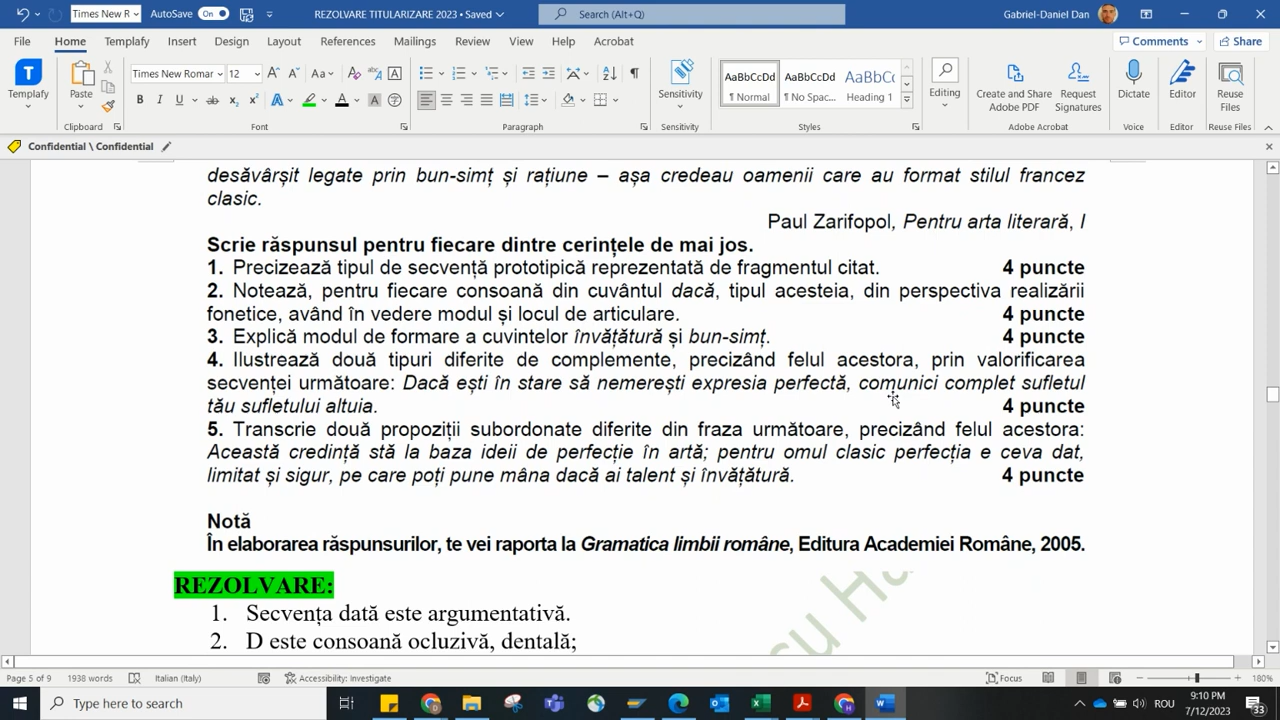 Times New R
AutoSave
On
REZOLVARE TITULARIZARE 2023 • Saved
Search (Alt+Q)
Gabriel-Daniel Dan
File Home Templafy Insert Design Layout References Mailings Review View Help Acrobat
Comments
Share
Templafy
Paste
Times New Roman
12
AaBbCcDd
¶ Normal
AaBbCcDd
¶ No Spac...
AaBbCc
Heading 1
Sensitivity
Editing
Create and Share
Adobe PDF
Request
Signatures
Dictate
Editor
Reuse
Files
Clipboard Font Paragraph Sensitivity Styles Adobe Acrobat Voice Editor Reuse Files
Confidential \ Confidential
desăvârșit legate prin bun-simț și rațiune – așa credeau oamenii care au format stilul francez
clasic.
Paul Zarifopol, Pentru arta literară, I
Scrie răspunsul pentru fiecare dintre cerințele de mai jos.
1. Precizează tipul de secvență prototipică reprezentată de fragmentul citat. 4 puncte
2. Notează, pentru fiecare consoană din cuvântul dacă, tipul acesteia, din perspectiva realizării
fonetice, având în vedere modul și locul de articulare. 4 puncte
3. Explică modul de formare a cuvintelor învățătură și bun-simț. 4 puncte
4. Ilustrează două tipuri diferite de complemente, precizând felul acestora, prin valorificarea
secvenței următoare: Dacă ești în stare să nemerești expresia perfectă, comunici complet sufletul
tău sufletului altuia. 4 puncte
5. Transcrie două propoziții subordonate diferite din fraza următoare, precizând felul acestora:
Această credință stă la baza ideii de perfecție în artă; pentru omul clasic perfecția e ceva dat,
limitat și sigur, pe care poți pune mâna dacă ai talent și învățătură. 4 puncte
Notă
În elaborarea răspunsurilor, te vei raporta la Gramatica limbii române, Editura Academiei Române, 2005.
REZOLVARE:
1. Secvența dată este argumentativă.
2. D este consoană ocluzivă, dentală;
Page 5 of 9
1938 words
Italian (Italy)
Accessibility: Investigate
Focus
180%
Type here to search
ROU
9:10 PM
7/12/2023
33